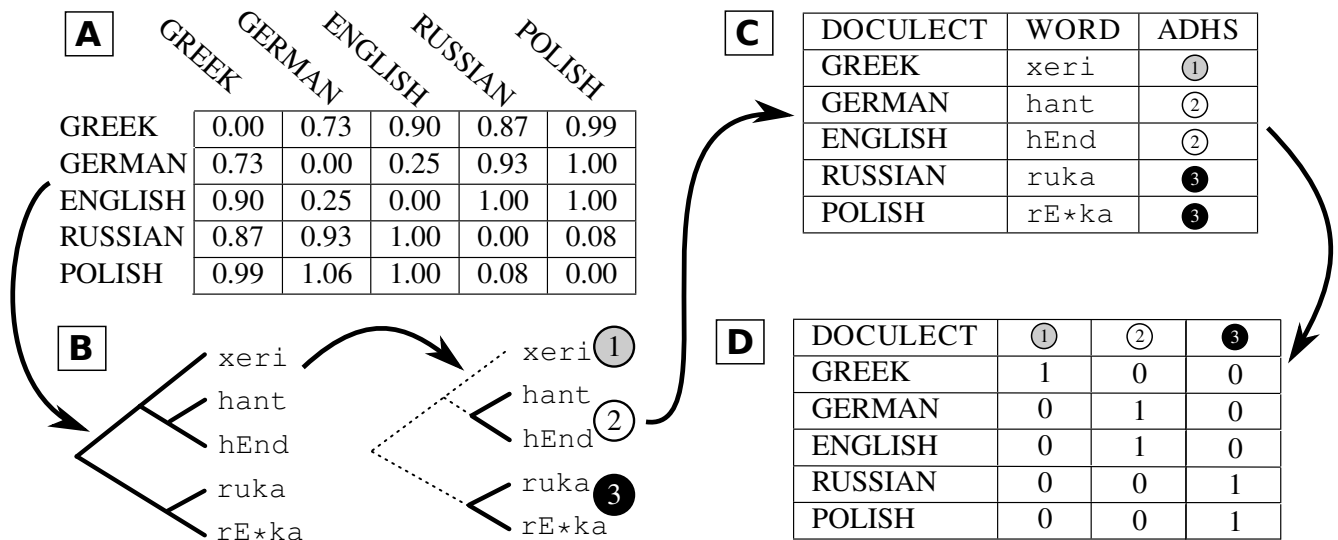 A
GREEK GERMAN ENGLISH RUSSIAN POLISH
GREEK 0.00 0.73 0.90 0.87 0.99
GERMAN 0.73 0.00 0.25 0.93 1.00
ENGLISH 0.90 0.25 0.00 1.00 1.00
RUSSIAN 0.87 0.93 1.00 0.00 0.08
POLISH 0.99 1.06 1.00 0.08 0.00
B
xeri
hant
hEnd
ruka
rE*ka
xeri 1
hant
2
hEnd
ruka 3
rE*ka
C
DOCULECT WORD ADHS
GREEK xeri 1
GERMAN hant 2
ENGLISH hEnd 2
RUSSIAN ruka 3
POLISH rE*ka 3
D
DOCULECT 1 2 3
GREEK 1 0 0
GERMAN 0 1 0
ENGLISH 0 1 0
RUSSIAN 0 0 1
POLISH 0 0 1